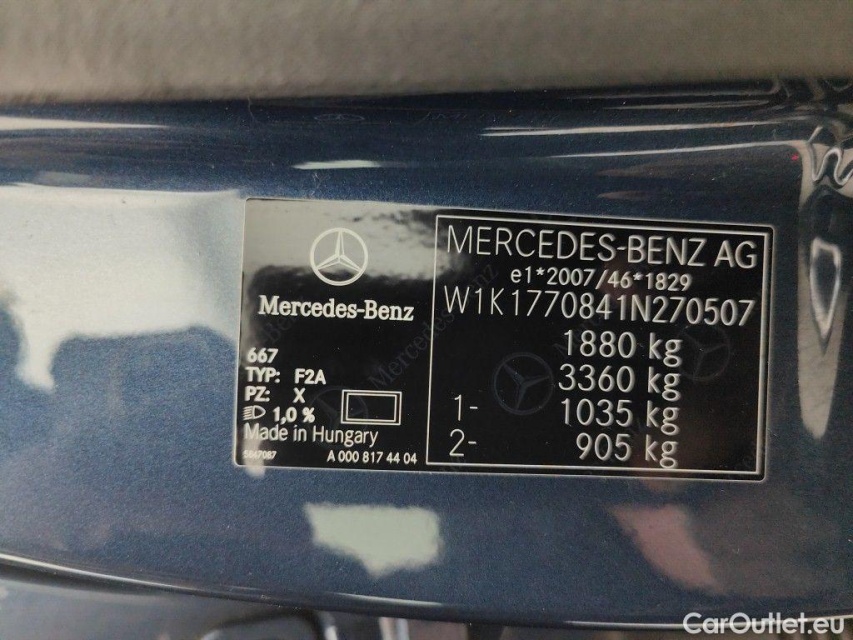 Mercedes-Benz
667
TYP: F2A
PZ: X
1,0 %
Made in Hungary
A 000 817 44 04
MERCEDES-BENZ AG
e1*2007/46*1829
W1K1770841N270507
1880 kg
3360 kg
1- 1035 kg
2- 905 kg
CarOutlet.eu